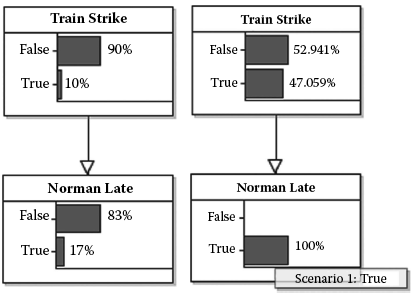 Train Strike
False 90%
True 10%
Norman Late
False 83%
True 17%
Train Strike
False 52.941%
True 47.059%
Norman Late
False
True 100%
Scenario 1: True